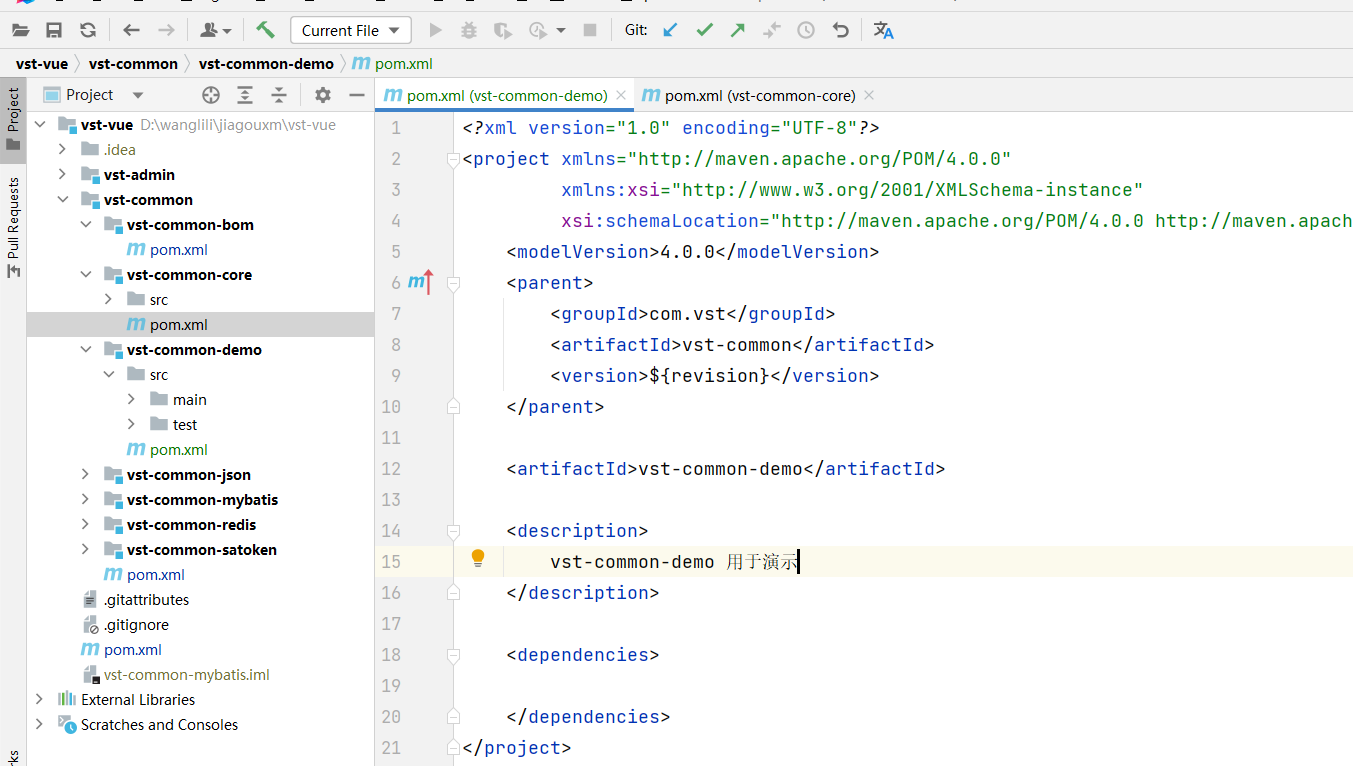 Current File
Git:
vst-vue vst-common vst-common-demo pom.xml
Project
pom.xml (vst-common-demo)
pom.xml (vst-common-core)
Project
Pull Requests
vst-vue D:\wanglili\jiagouxm\vst-vue
.idea
vst-admin
vst-common
vst-common-bom
pom.xml
vst-common-core
src
pom.xml
vst-common-demo
src
main
test
pom.xml
vst-common-json
vst-common-mybatis
vst-common-redis
vst-common-satoken
pom.xml
.gitattributes
.gitignore
pom.xml
vst-common-mybatis.iml
External Libraries
Scratches and Consoles
1 <?xml version="1.0" encoding="UTF-8"?>
2 <project xmlns="http://maven.apache.org/POM/4.0.0"
3 xmlns:xsi="http://www.w3.org/2001/XMLSchema-instance"
4 xsi:schemaLocation="http://maven.apache.org/POM/4.0.0 http://maven.apach
5 <modelVersion>4.0.0</modelVersion>
6 <parent>
7 <groupId>com.vst</groupId>
8 <artifactId>vst-common</artifactId>
9 <version>${revision}</version>
10 </parent>
11
12 <artifactId>vst-common-demo</artifactId>
13
14 <description>
15 vst-common-demo 用于演示
16 </description>
17
18 <dependencies>
19
20 </dependencies>
21 </project>